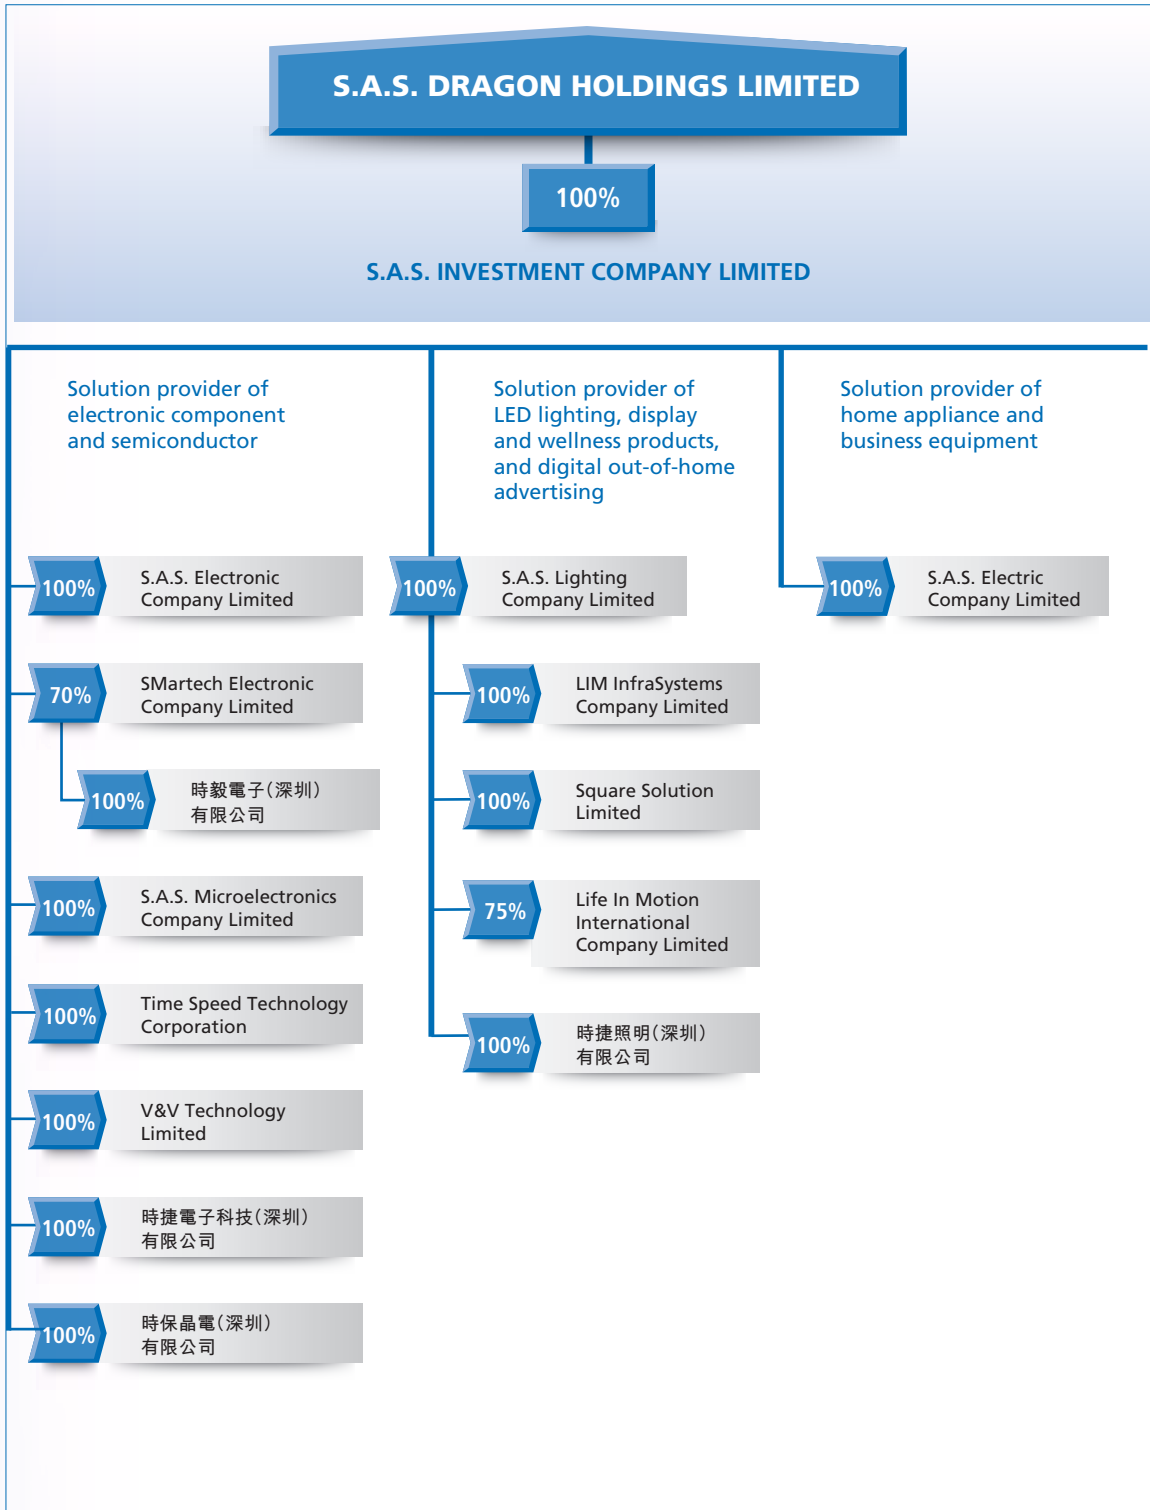 S.A.S. DRAGON HOLDINGS LIMITED
100%
S.A.S. INVESTMENT COMPANY LIMITED
Solution provider of
electronic component
and semiconductor
100%
S.A.S. Electronic
Company Limited
70%
SMartech Electronic
Company Limited
100%
時毅電子(深圳)
有限公司
100%
S.A.S. Microelectronics
Company Limited
100%
Time Speed Technology
Corporation
100%
V&V Technology
Limited
100%
時捷電子科技(深圳)
有限公司
100%
時保晶電(深圳)
有限公司
Solution provider of
LED lighting, display
and wellness products,
and digital out-of-home
advertising
100%
S.A.S. Lighting
Company Limited
100%
LIM InfraSystems
Company Limited
100%
Square Solution
Limited
75%
Life In Motion
International
Company Limited
100%
時捷照明(深圳)
有限公司
Solution provider of
home appliance and
business equipment
100%
S.A.S. Electric
Company Limited